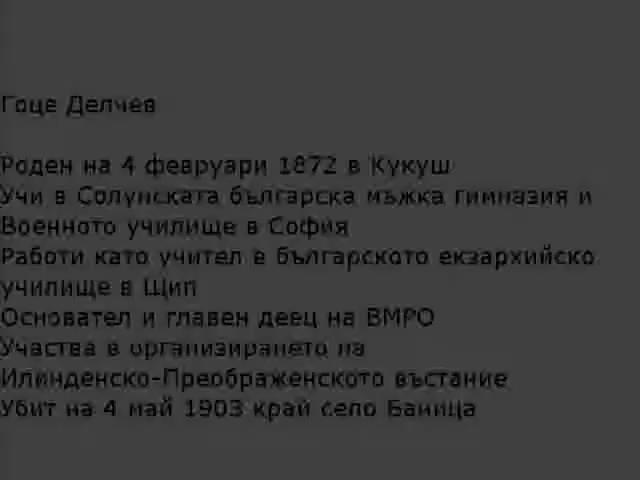 Гоце Делчев
Роден на 4 февруари 1872 в Кукуш
Учи в Солунската българска мъжка гимназия и
Военното училище в София
Работи като учител в българското екзархийско
училище в Щип
Основател и главен деец на ВМРО
Участва в организирането на
Илинденско-Преображенското въстание
Убит на 4 май 1903 край село Баница